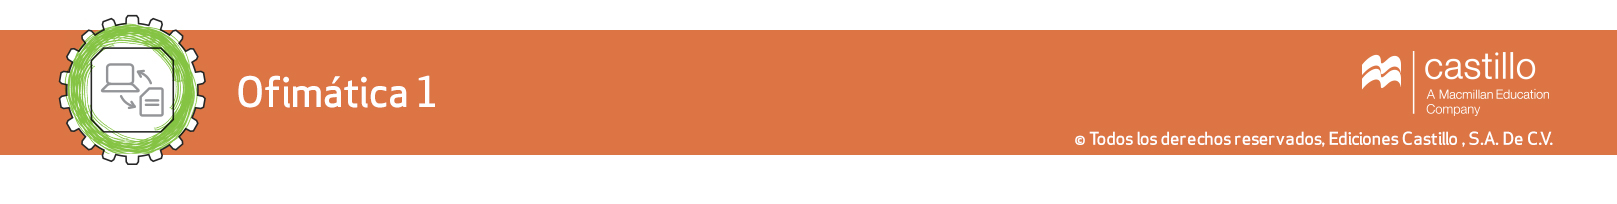 Ofimática 1
castillo
A Macmillan Education
Company
© Todos los derechos reservados, Ediciones Castillo , S.A. De C.V.